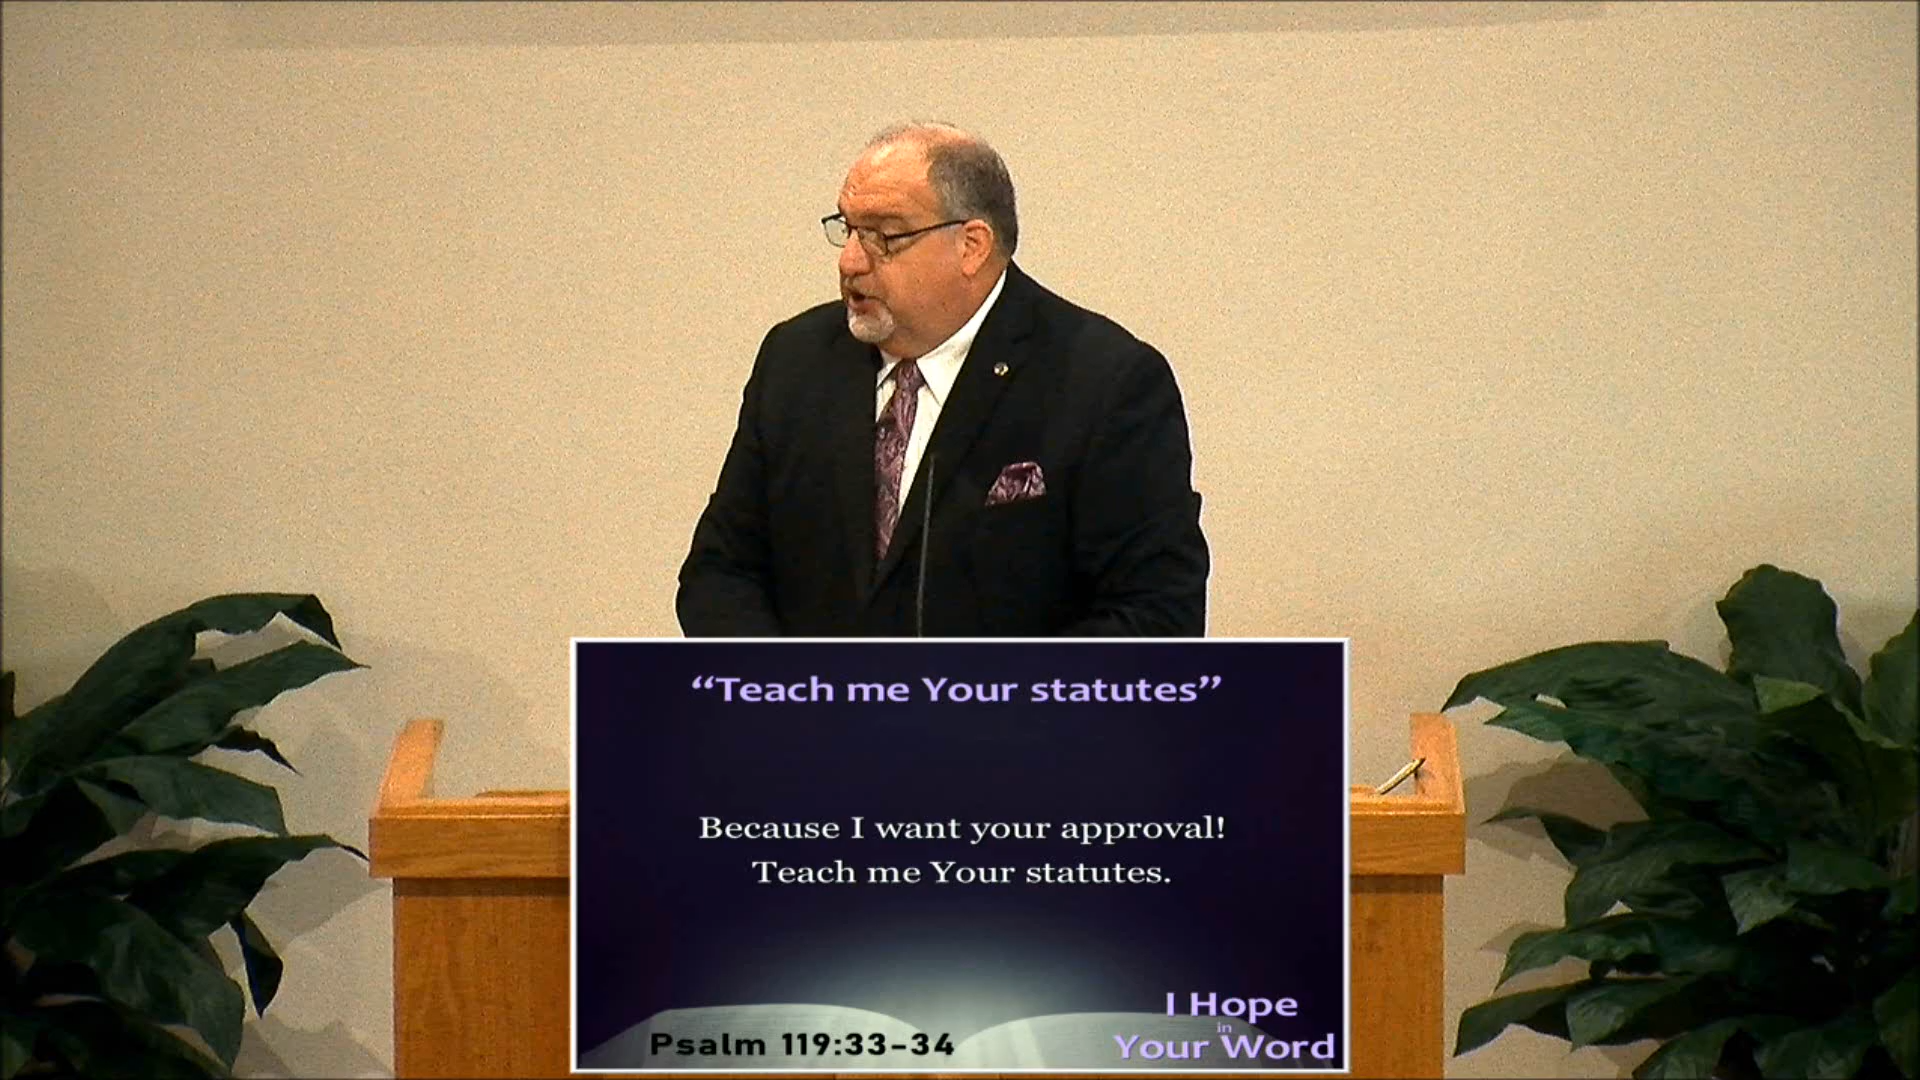 “Teach me Your statutes”
Because I want your approval!
Teach me Your statutes.
I Hope
in
Your Word
Psalm 119:33-34